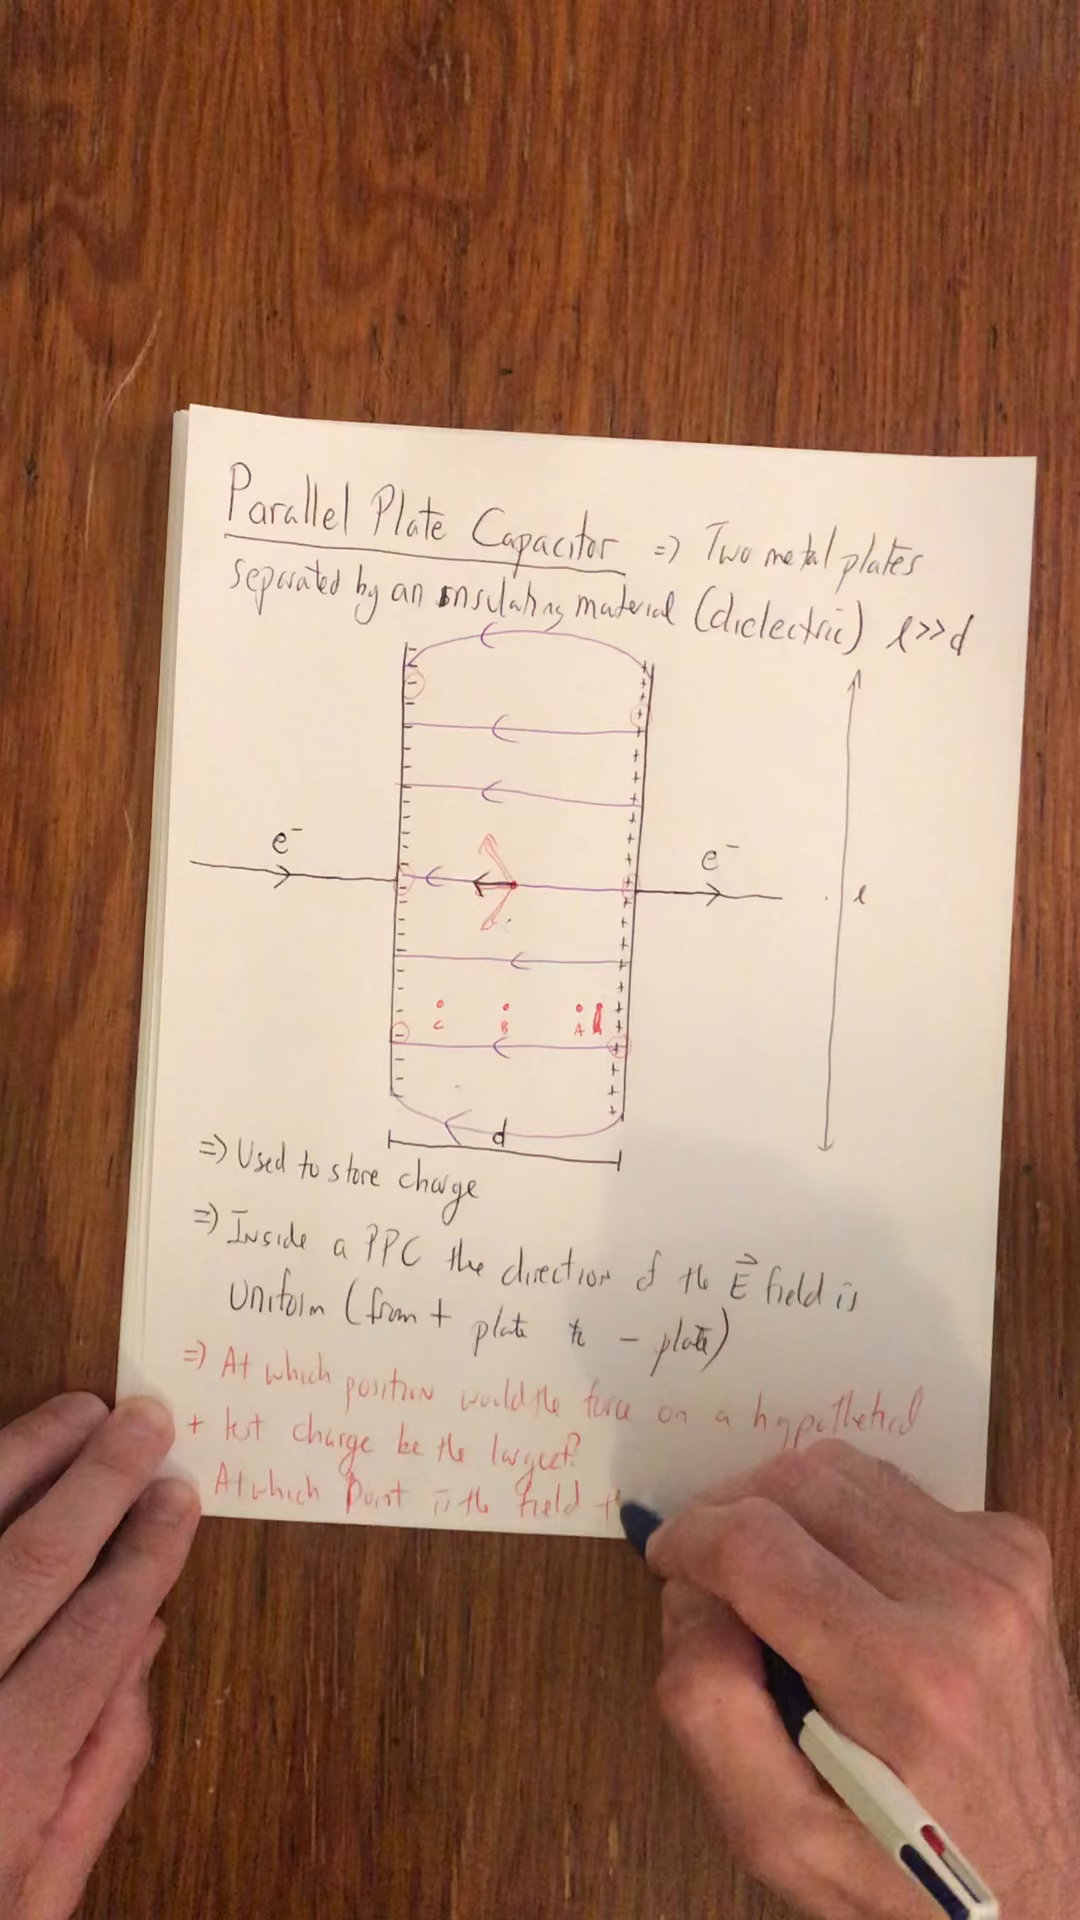 Parallel Plate Capacitor => Two metal plates
separated by an insulating material (dielectric) l>>d
e⁻
e⁻
l
C B A
d
=> Used to store charge
=> Inside a PPC the direction of the E⃗ field is
uniform (from + plate to - plate)
=> At which position would the force on a hypothetical
+ test charge be the largest?
At which point is the field th